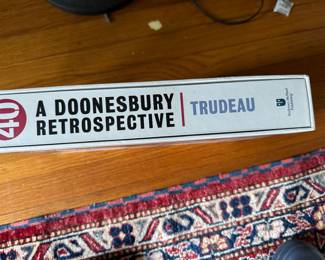 40
A DOONESBURY
RETROSPECTIVE
TRUDEAU